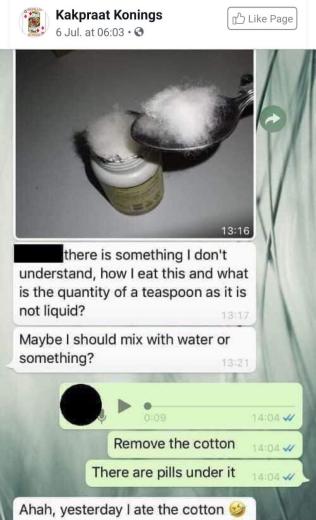 Kakpraat Konings
Like Page
6 Jul. at 06:03 •
13:16
there is something I don't
understand, how I eat this and what
is the quantity of a teaspoon as it is
not liquid?
13:17
Maybe I should mix with water or
something?
13:21
0:09
14:04
Remove the cotton
14:04
There are pills under it
14:04
Ahah, yesterday I ate the cotton 🤣